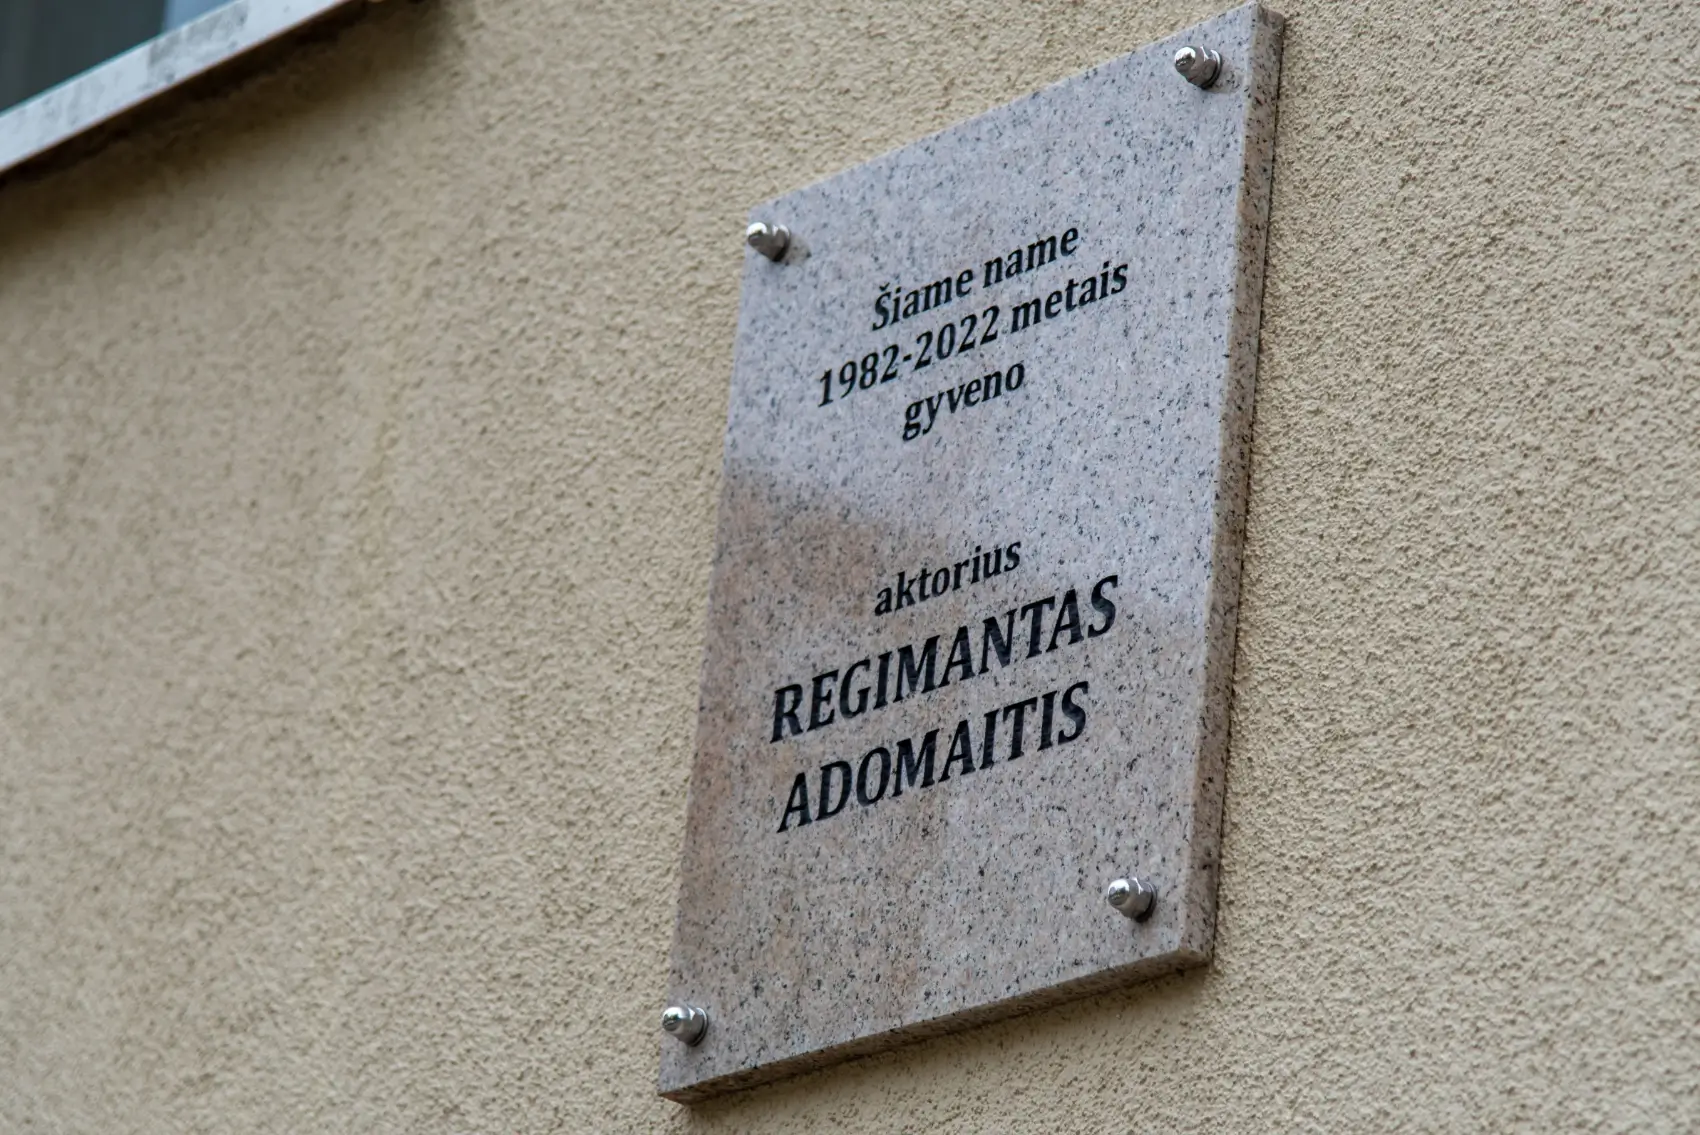 Šiame name
1982-2022 metais
gyveno
aktorius
REGIMANTAS
ADOMAITIS